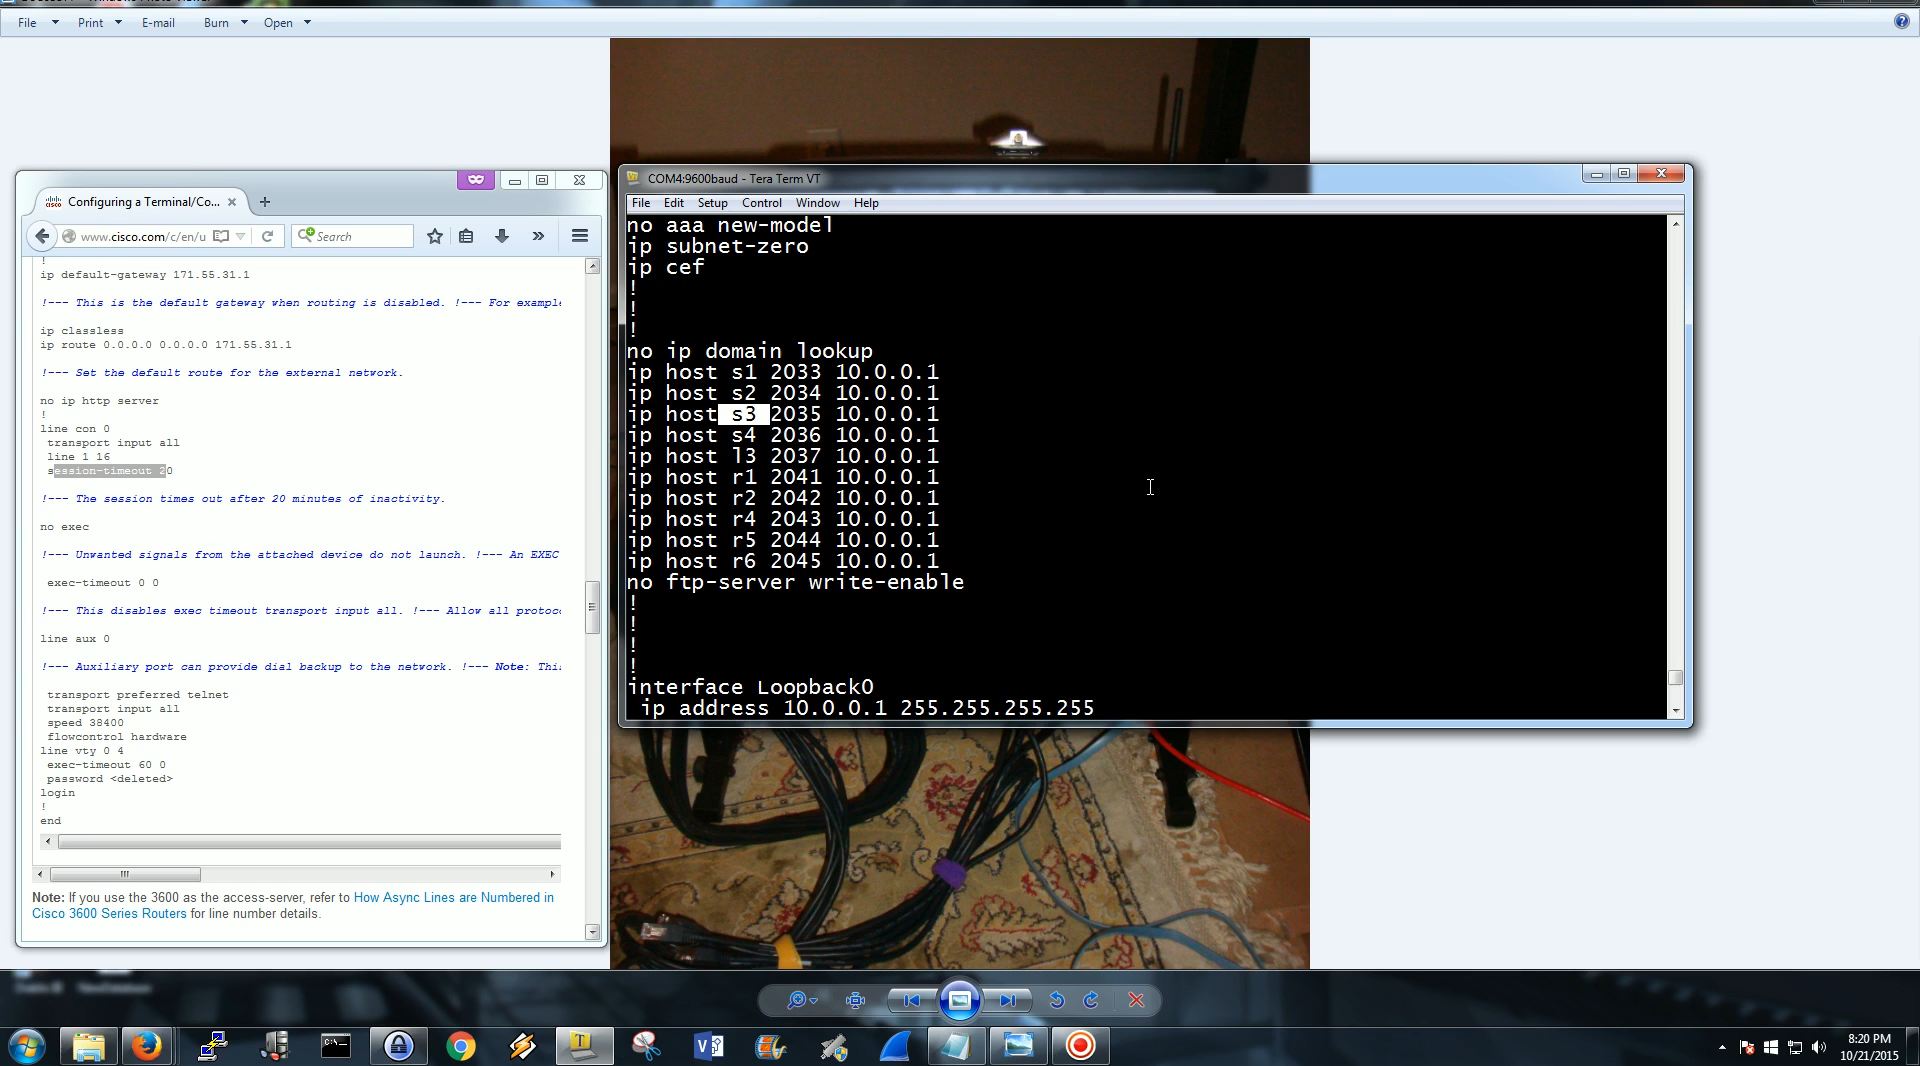 File Print E-mail Burn Open
Configuring a Terminal/Co...
www.cisco.com/c/en/u Search
!
ip default-gateway 171.55.31.1
!--- This is the default gateway when routing is disabled. !--- For example
ip classless
ip route 0.0.0.0 0.0.0.0 171.55.31.1
!--- Set the default route for the external network.
no ip http server
!
line con 0
transport input all
line 1 16
session-timeout 20
!--- The session times out after 20 minutes of inactivity.
no exec
!--- Unwanted signals from the attached device do not launch. !--- An EXEC
exec-timeout 0 0
!--- This disables exec timeout transport input all. !--- Allow all protoc
line aux 0
!--- Auxiliary port can provide dial backup to the network. !--- Note: Thi
transport preferred telnet
transport input all
speed 38400
flowcontrol hardware
line vty 0 4
exec-timeout 60 0
password <deleted>
login
!
end
Note: If you use the 3600 as the access-server, refer to How Async Lines are Numbered in
Cisco 3600 Series Routers for line number details.
COM4:9600baud - Tera Term VT
File Edit Setup Control Window Help
no aaa new-model
ip subnet-zero
ip cef
!
!
!
no ip domain lookup
ip host s1 2033 10.0.0.1
ip host s2 2034 10.0.0.1
ip host s3 2035 10.0.0.1
ip host s4 2036 10.0.0.1
ip host l3 2037 10.0.0.1
ip host r1 2041 10.0.0.1
ip host r2 2042 10.0.0.1
ip host r4 2043 10.0.0.1
ip host r5 2044 10.0.0.1
ip host r6 2045 10.0.0.1
no ftp-server write-enable
!
!
!
!
interface Loopback0
ip address 10.0.0.1 255.255.255.255
8:20 PM
10/21/2015